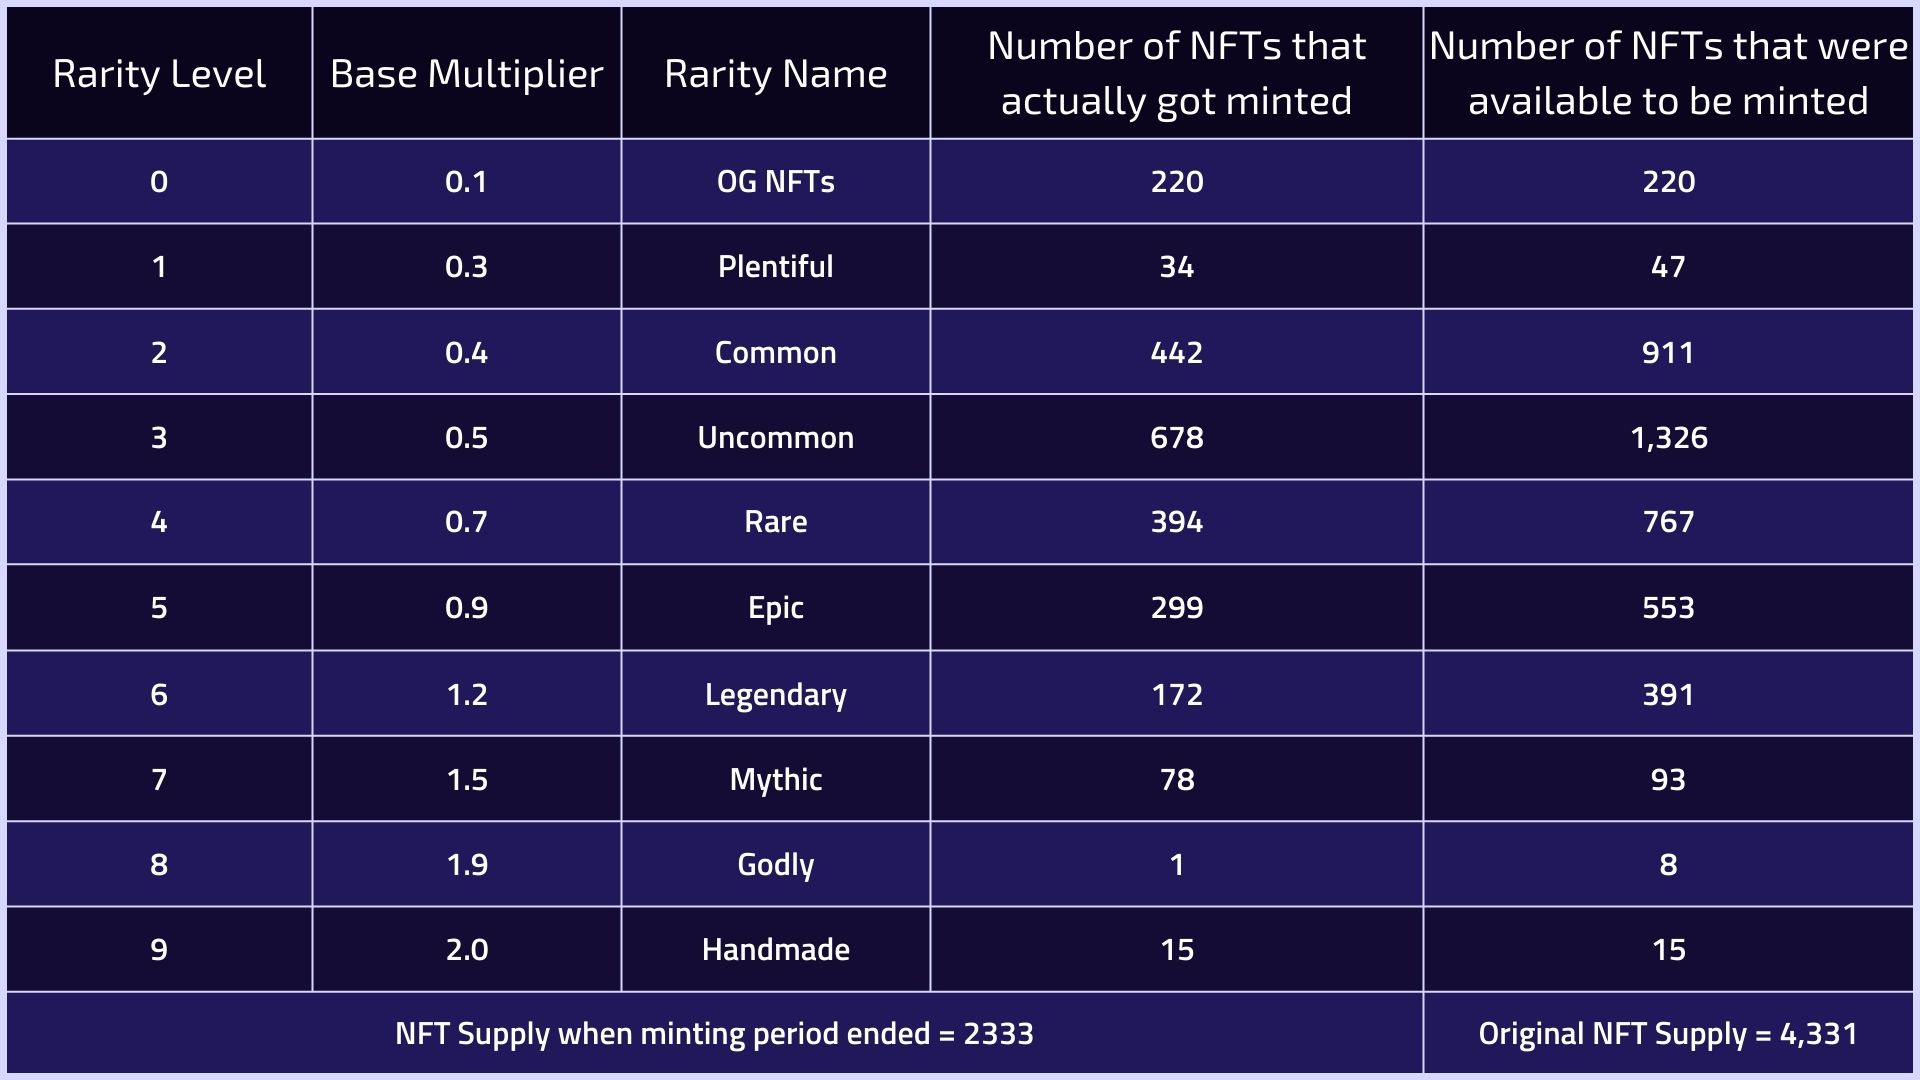 Rarity Level Base Multiplier Rarity Name Number of NFTs that actually got minted Number of NFTs that were available to be minted
0 0.1 OG NFTs 220 220
1 0.3 Plentiful 34 47
2 0.4 Common 442 911
3 0.5 Uncommon 678 1,326
4 0.7 Rare 394 767
5 0.9 Epic 299 553
6 1.2 Legendary 172 391
7 1.5 Mythic 78 93
8 1.9 Godly 1 8
9 2.0 Handmade 15 15
NFT Supply when minting period ended = 2333 Original NFT Supply = 4,331